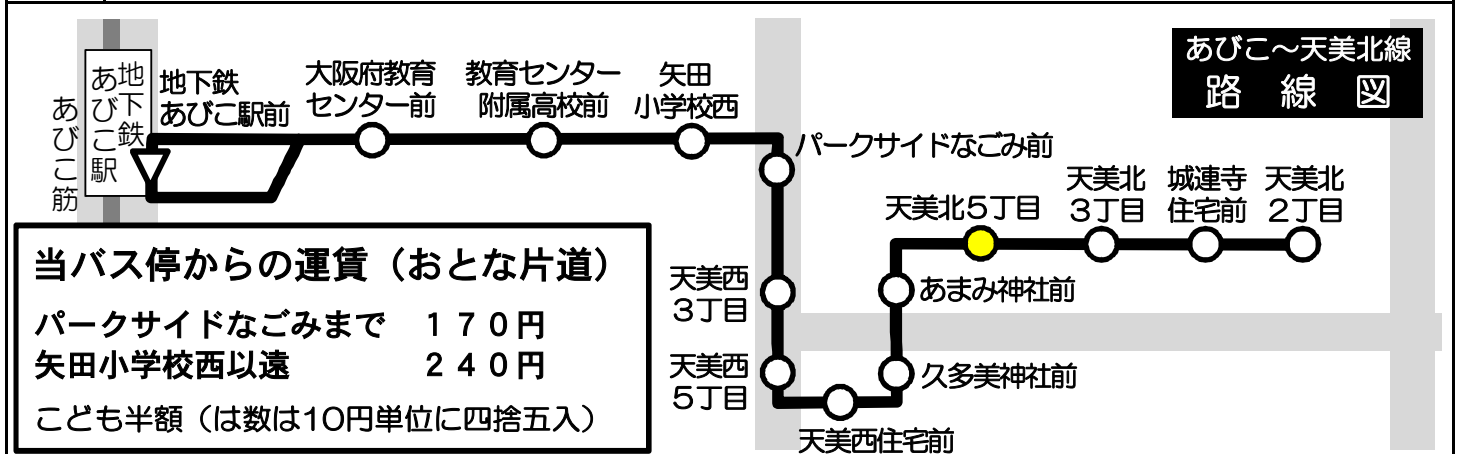 あびこ～天美北線
路線図
あびこ筋
地下鉄
あびこ駅
地下鉄
あびこ駅前
大阪府教育
センター前
教育センター
附属高校前
矢田
小学校西
パークサイドなごみ前
天美西
3丁目
天美西
5丁目
天美西住宅前
久多美神社前
あまみ神社前
天美北5丁目
天美北
3丁目
城連寺
住宅前
天美北
2丁目
当バス停からの運賃（おとな片道）
パークサイドなごみまで　１７０円
矢田小学校西以遠　２４０円
こども半額（は数は10円単位に四捨五入）